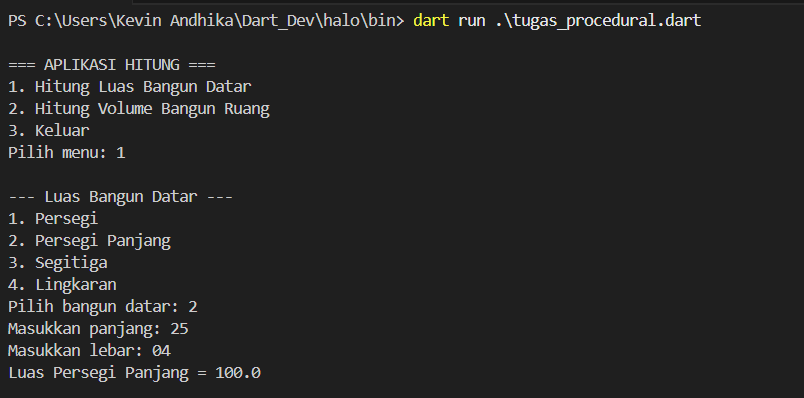 PS C:\Users\Kevin Andhika\Dart_Dev\halo\bin> dart run .\tugas_procedural.dart
=== APLIKASI HITUNG ===
1. Hitung Luas Bangun Datar
2. Hitung Volume Bangun Ruang
3. Keluar
Pilih menu: 1
--- Luas Bangun Datar ---
1. Persegi
2. Persegi Panjang
3. Segitiga
4. Lingkaran
Pilih bangun datar: 2
Masukkan panjang: 25
Masukkan lebar: 04
Luas Persegi Panjang = 100.0